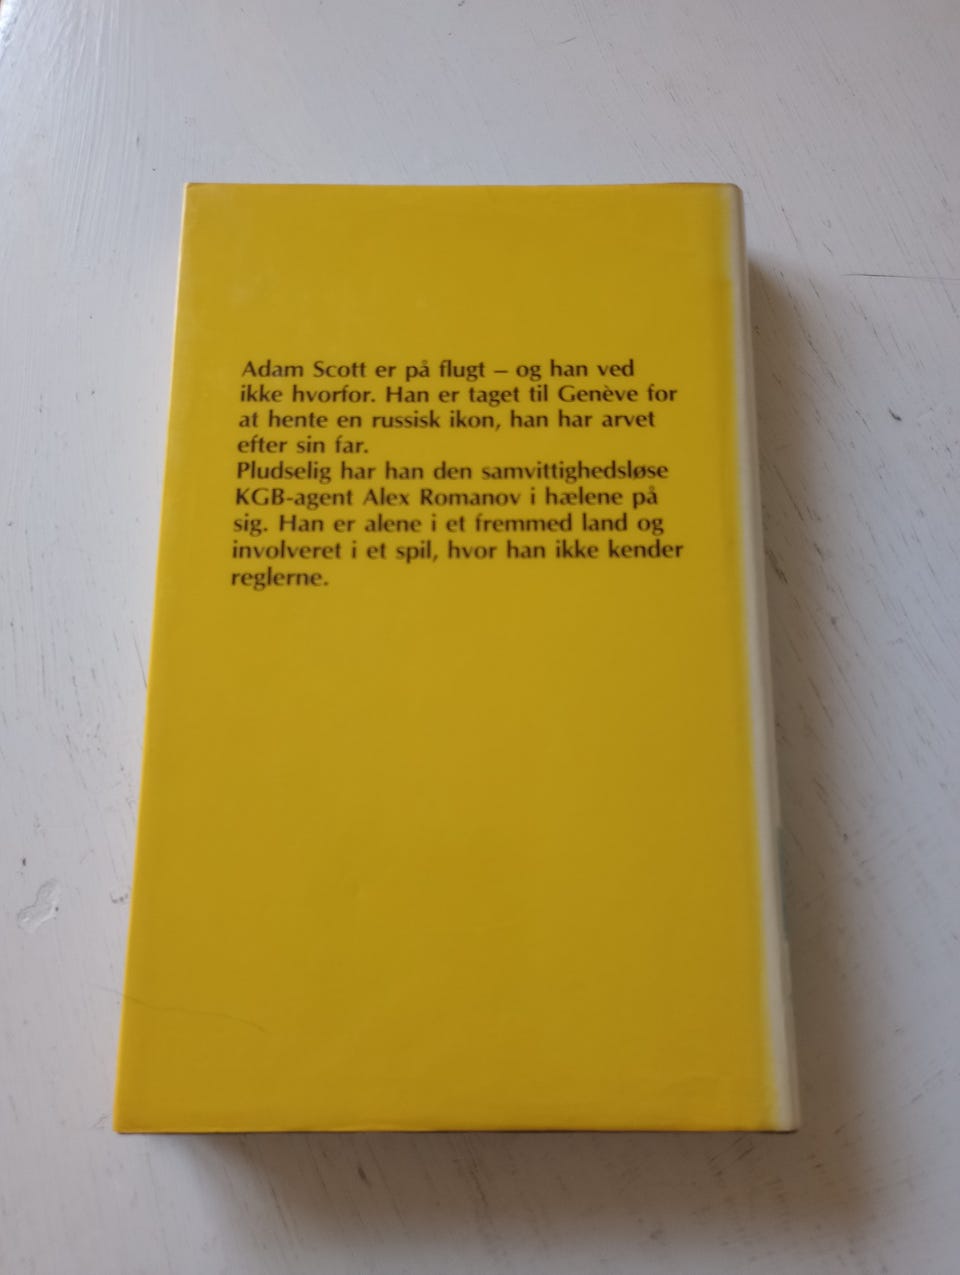 Adam Scott er på flugt – og han ved
ikke hvorfor. Han er taget til Genève for
at hente en russisk ikon, han har arvet
efter sin far.
Pludselig har han den samvittighedsløse
KGB-agent Alex Romanov i hælene på
sig. Han er alene i et fremmed land og
involveret i et spil, hvor han ikke kender
reglerne.